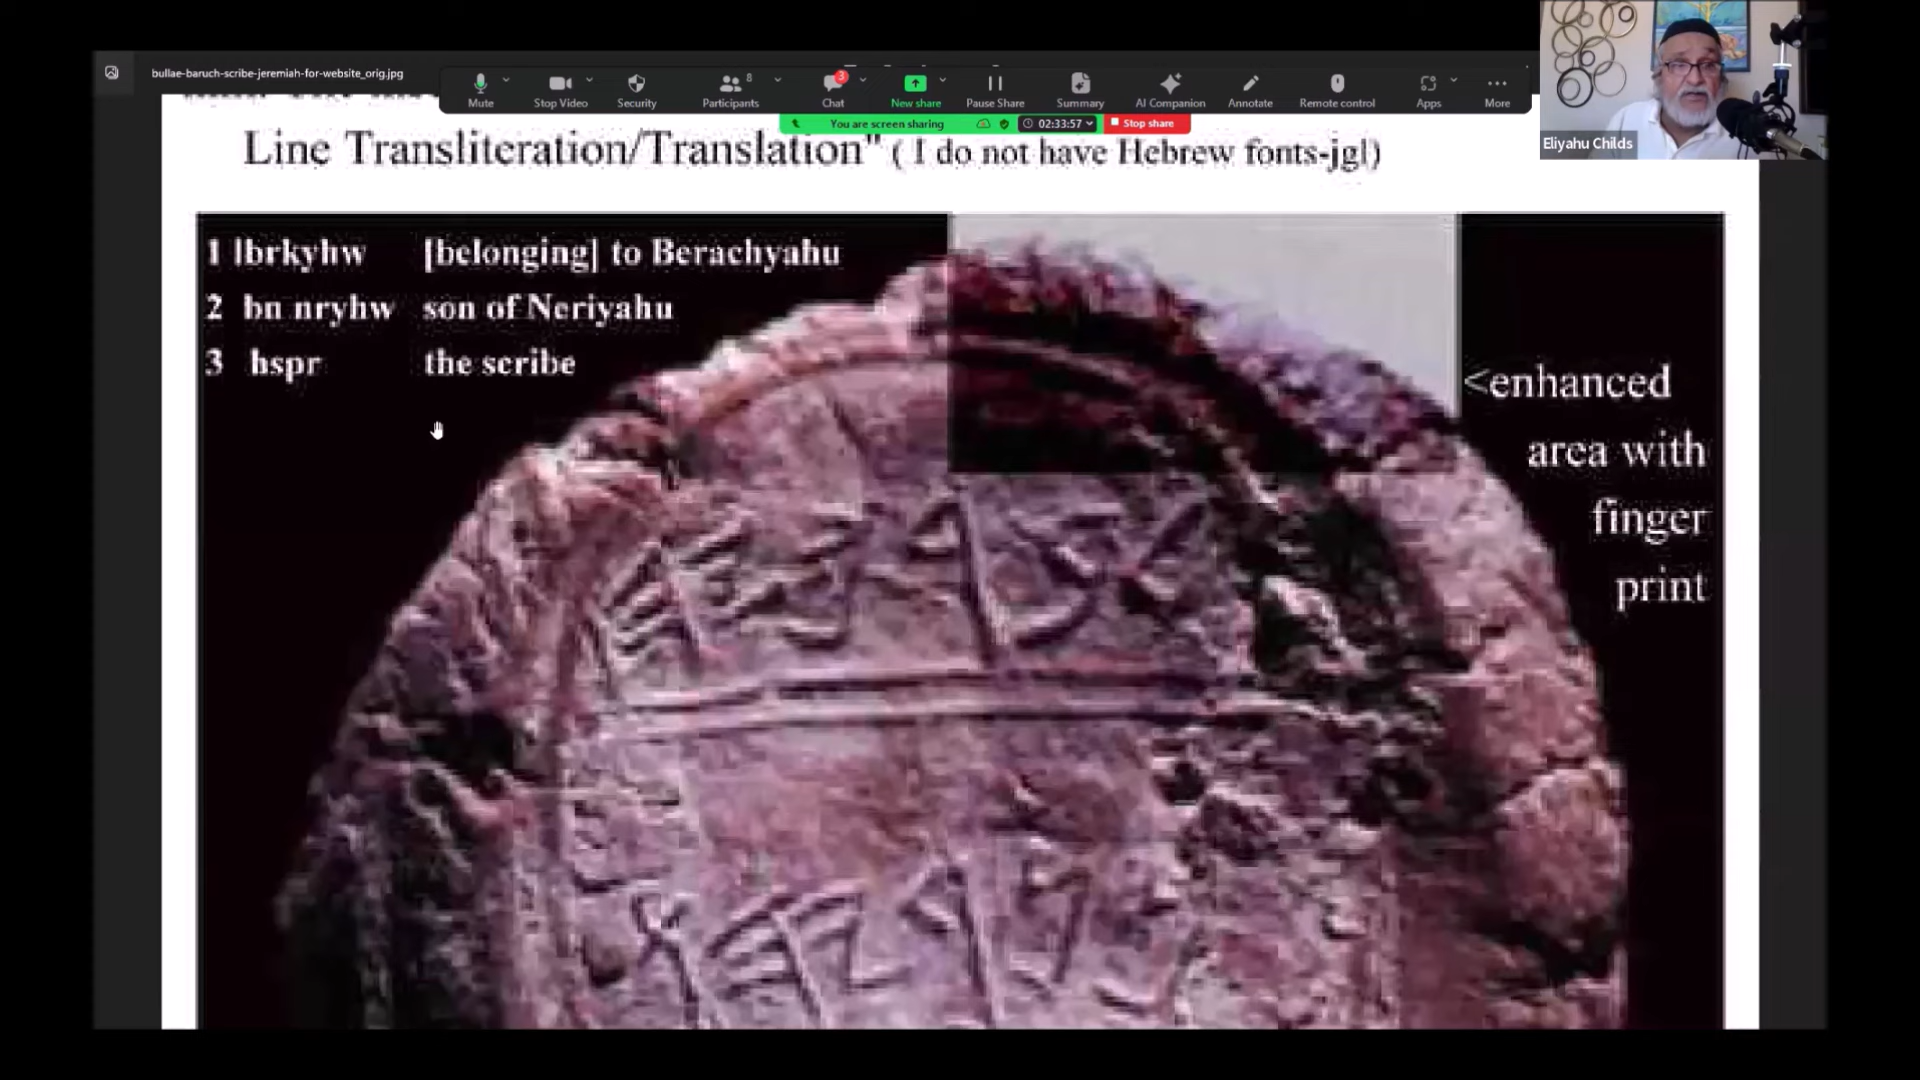 bullae-baruch-scribe-jeremiah-for-website_orig.jpg
Mute
Stop Video
Security
8
Participants
3
Chat
New share
Pause Share
Summary
AI Companion
Annotate
Remote control
Apps
More
You are screen sharing
02:33:57
Stop share
Eliyahu Childs
Line Transliteration/Translation" ( I do not have Hebrew fonts-jgl)
1 lbrkyhw [belonging] to Berachyahu
2 bn nryhw son of Neriyahu
3 hspr the scribe
<enhanced
area with
finger
print